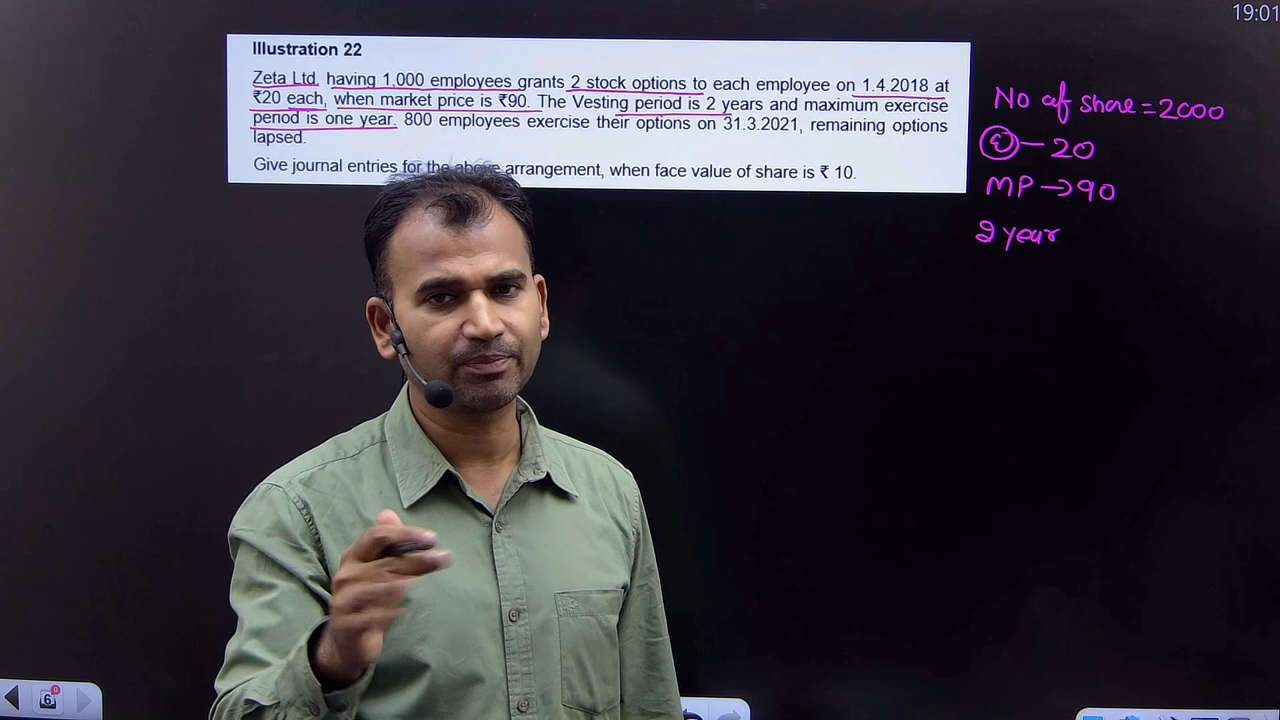 19:01
Illustration 22
Zeta Ltd. having 1,000 employees grants 2 stock options to each employee on 1.4.2018 at
₹20 each, when market price is ₹90. The Vesting period is 2 years and maximum exercise
period is one year. 800 employees exercise their options on 31.3.2021, remaining options
lapsed.
Give journal entries for the above arrangement, when face value of share is ₹ 10.
No of share = 2000
— 20
MP → 90
2 year
6
0